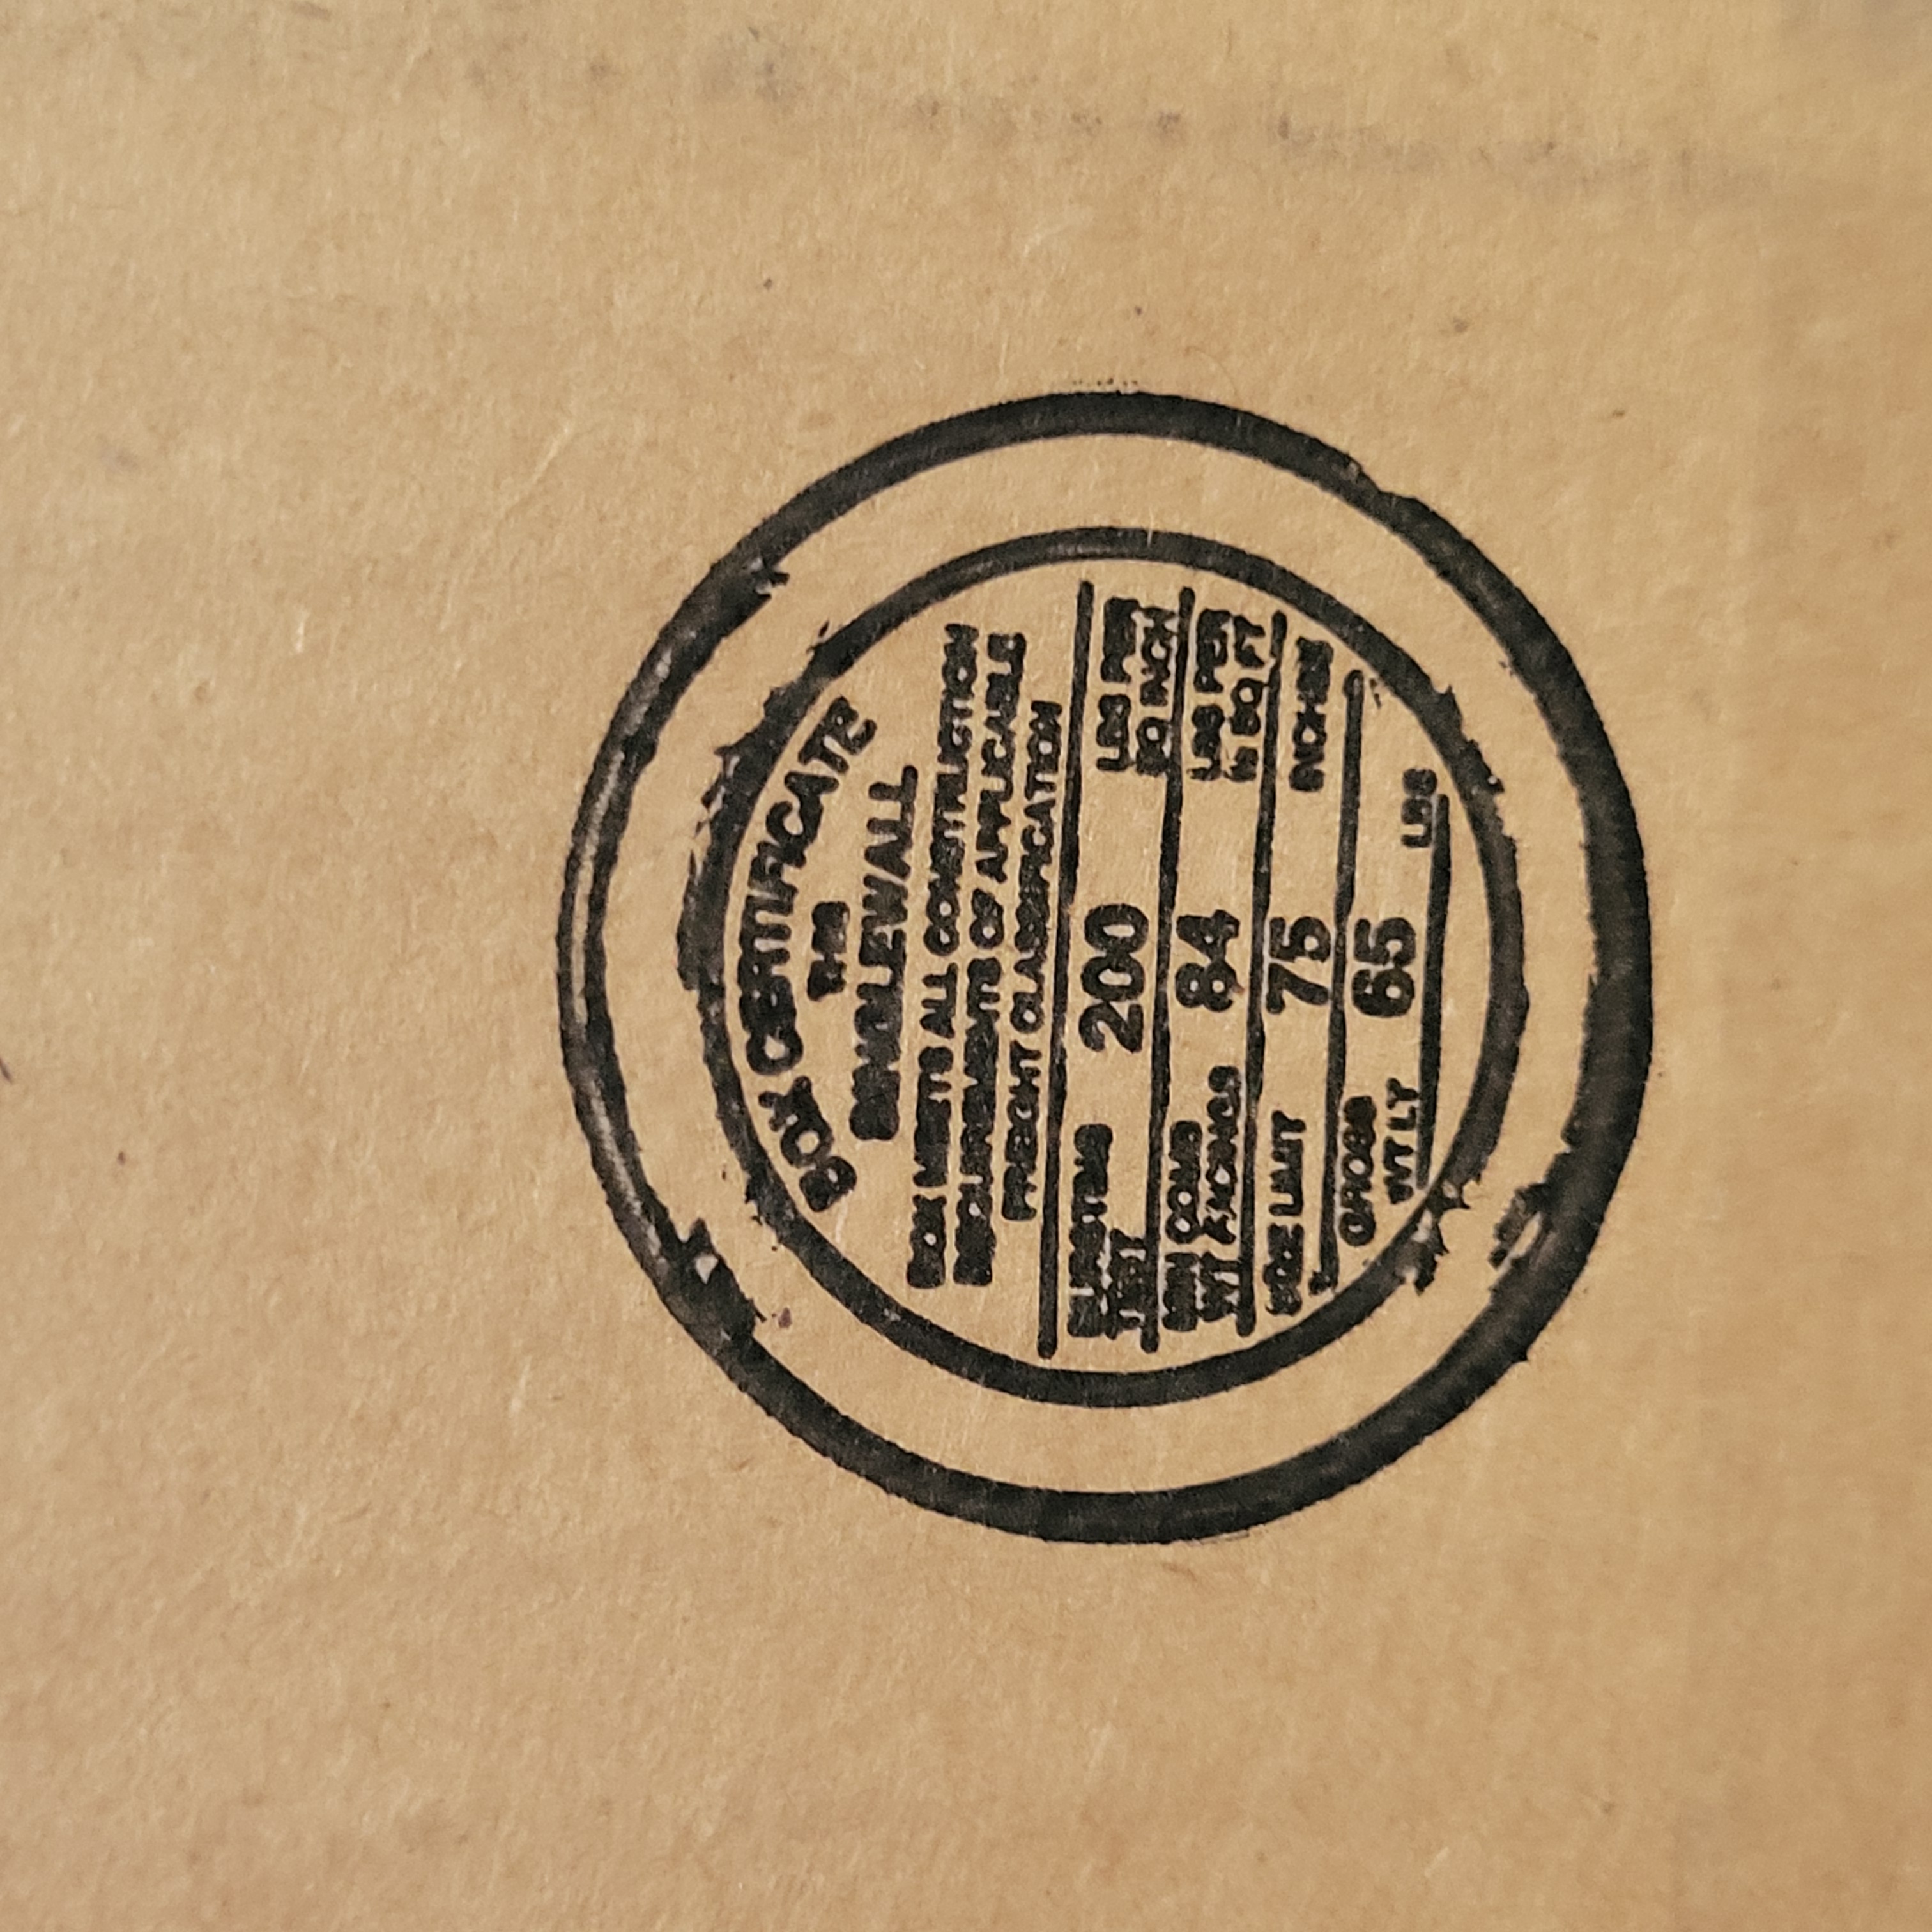 BOX CERTIFICATE
THIS
SINGLEWALL
BOX MEETS ALL CONSTRUCTION
REQUIREMENTS OF APPLICABLE
FREIGHT CLASSIFICATION
BURSTING TEST 200 LBS PER SQ INCH
MIN COMB WT FACINGS 84 LBS PER M SQ FT
SIZE LIMIT 75 INCHES
GROSS WT LT 65 LBS